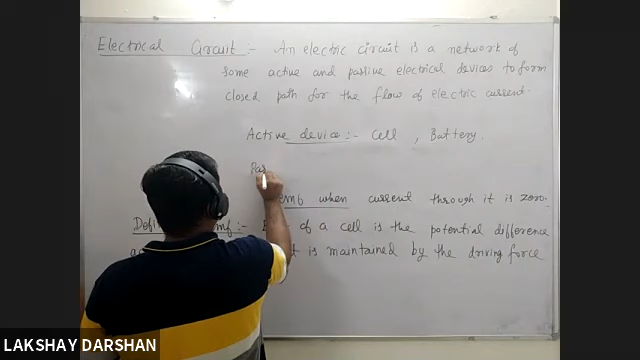 Electrical Circuit :- An electric circuit is a network of
some active and passive electrical devices to form
closed path for the flow of electric current.
Active device :- Cell , Battery.
Pas
emf when current through it is zero.
of a cell is the potential difference
t is maintained by the driving force
LAKSHAY DARSHAN